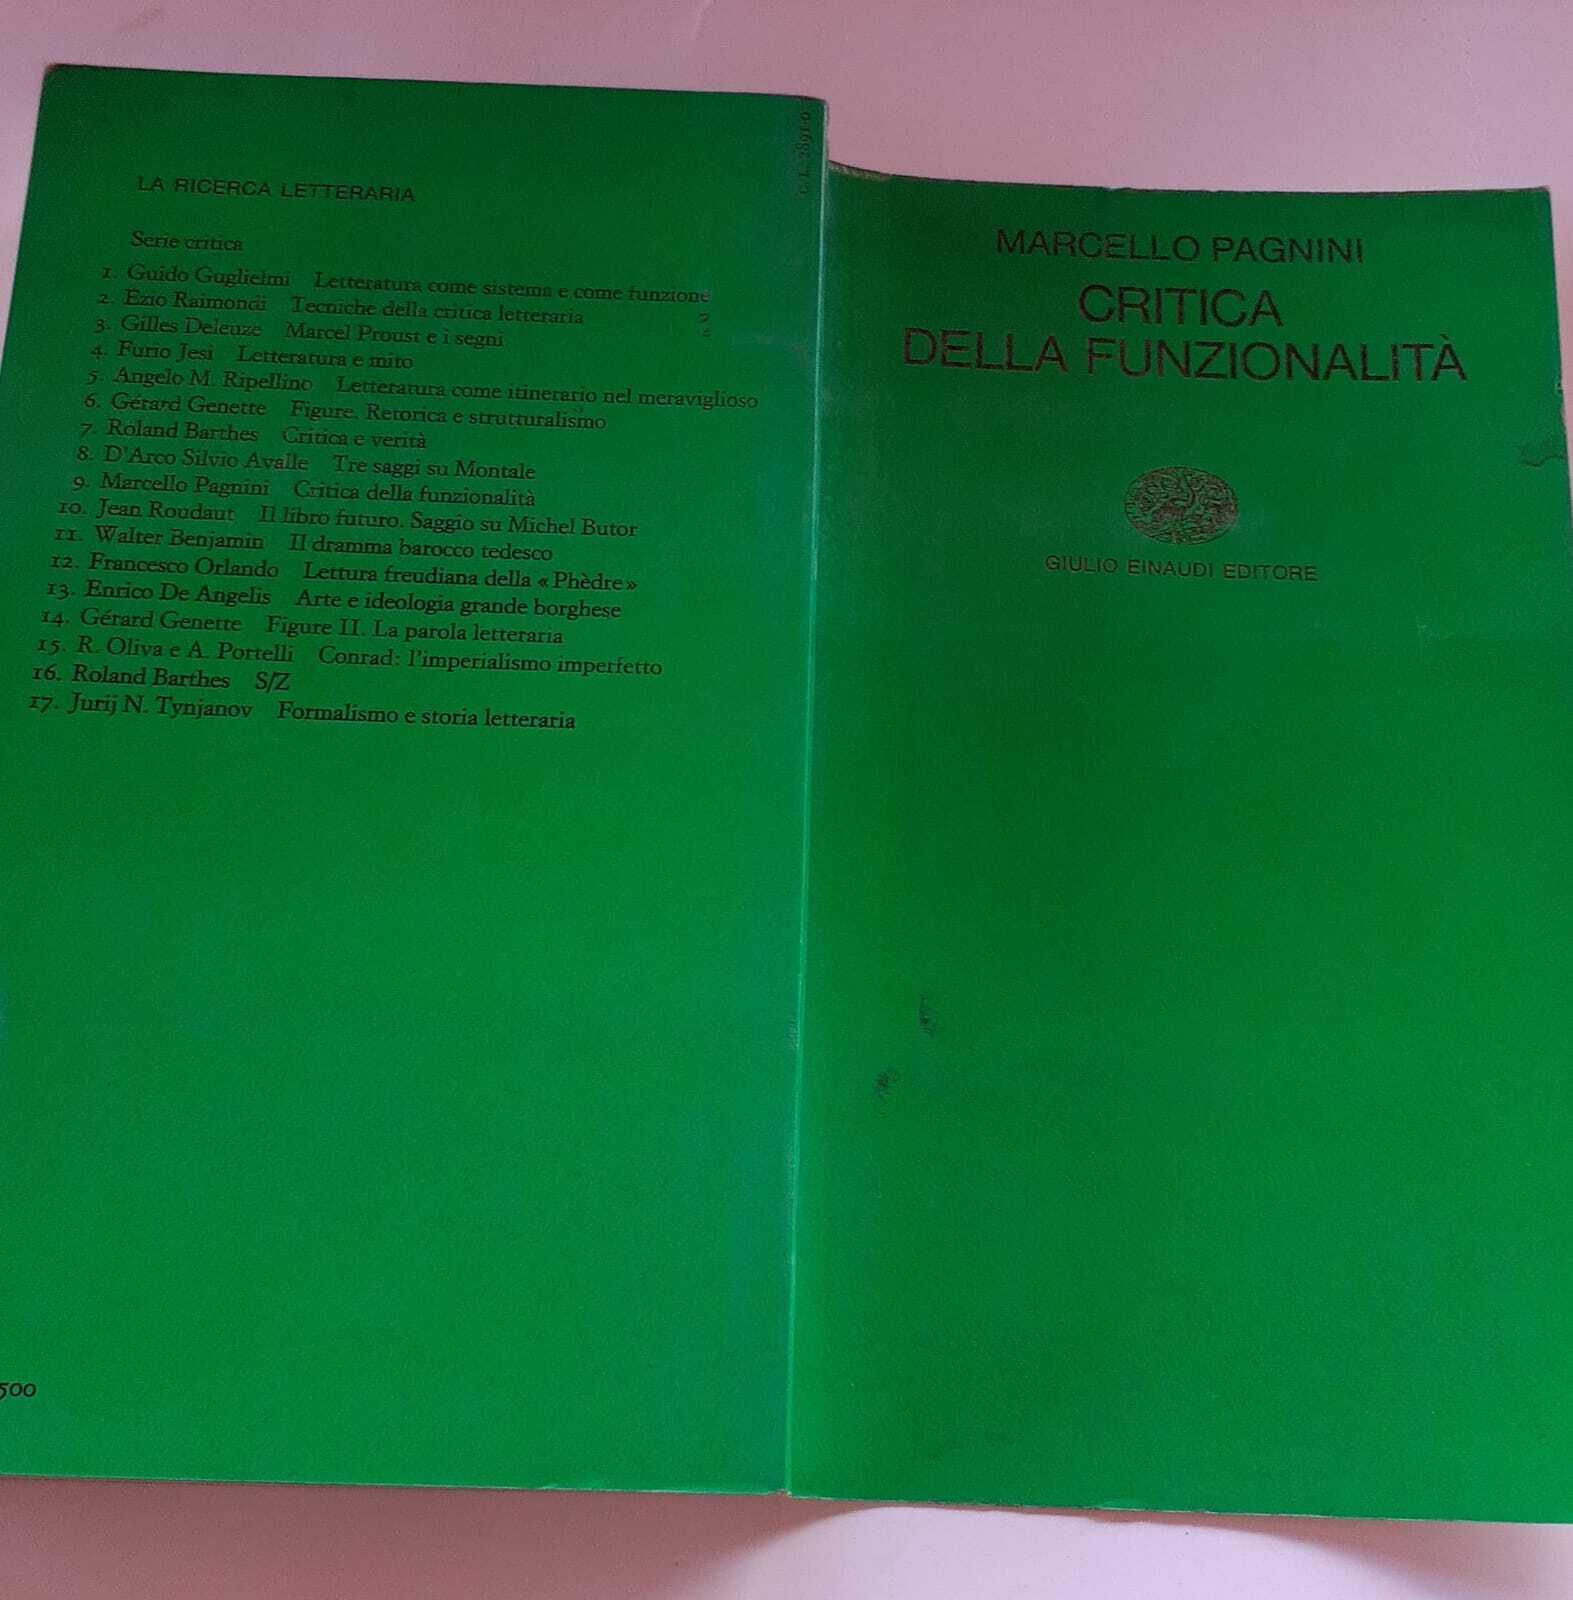 LA RICERCA LETTERARIA
Serie critica
1. Guido Guglielmi Letteratura come sistema e come funzione
2. Ezio Raimondi Tecniche della critica letteraria
3. Gilles Deleuze Marcel Proust e i segni
4. Furio Jesi Letteratura e mito
5. Angelo M. Ripellino Letteratura come itinerario nel meraviglioso
6. Gérard Genette Figure. Retorica e strutturalismo
7. Roland Barthes Critica e verità
8. D'Arco Silvio Avalle Tre saggi su Montale
9. Marcello Pagnini Critica della funzionalità
10. Jean Roudaut Il libro futuro. Saggio su Michel Butor
11. Walter Benjamin Il dramma barocco tedesco
12. Francesco Orlando Lettura freudiana della «Phèdre»
13. Enrico De Angelis Arte e ideologia grande borghese
14. Gérard Genette Figure II. La parola letteraria
15. R. Oliva e A. Portelli Conrad: l'imperialismo imperfetto
16. Roland Barthes S/Z
17. Jurij N. Tynjanov Formalismo e storia letteraria
500
C. L. 2891-0
MARCELLO PAGNINI
CRITICA
DELLA FUNZIONALITÀ
GIULIO EINAUDI EDITORE